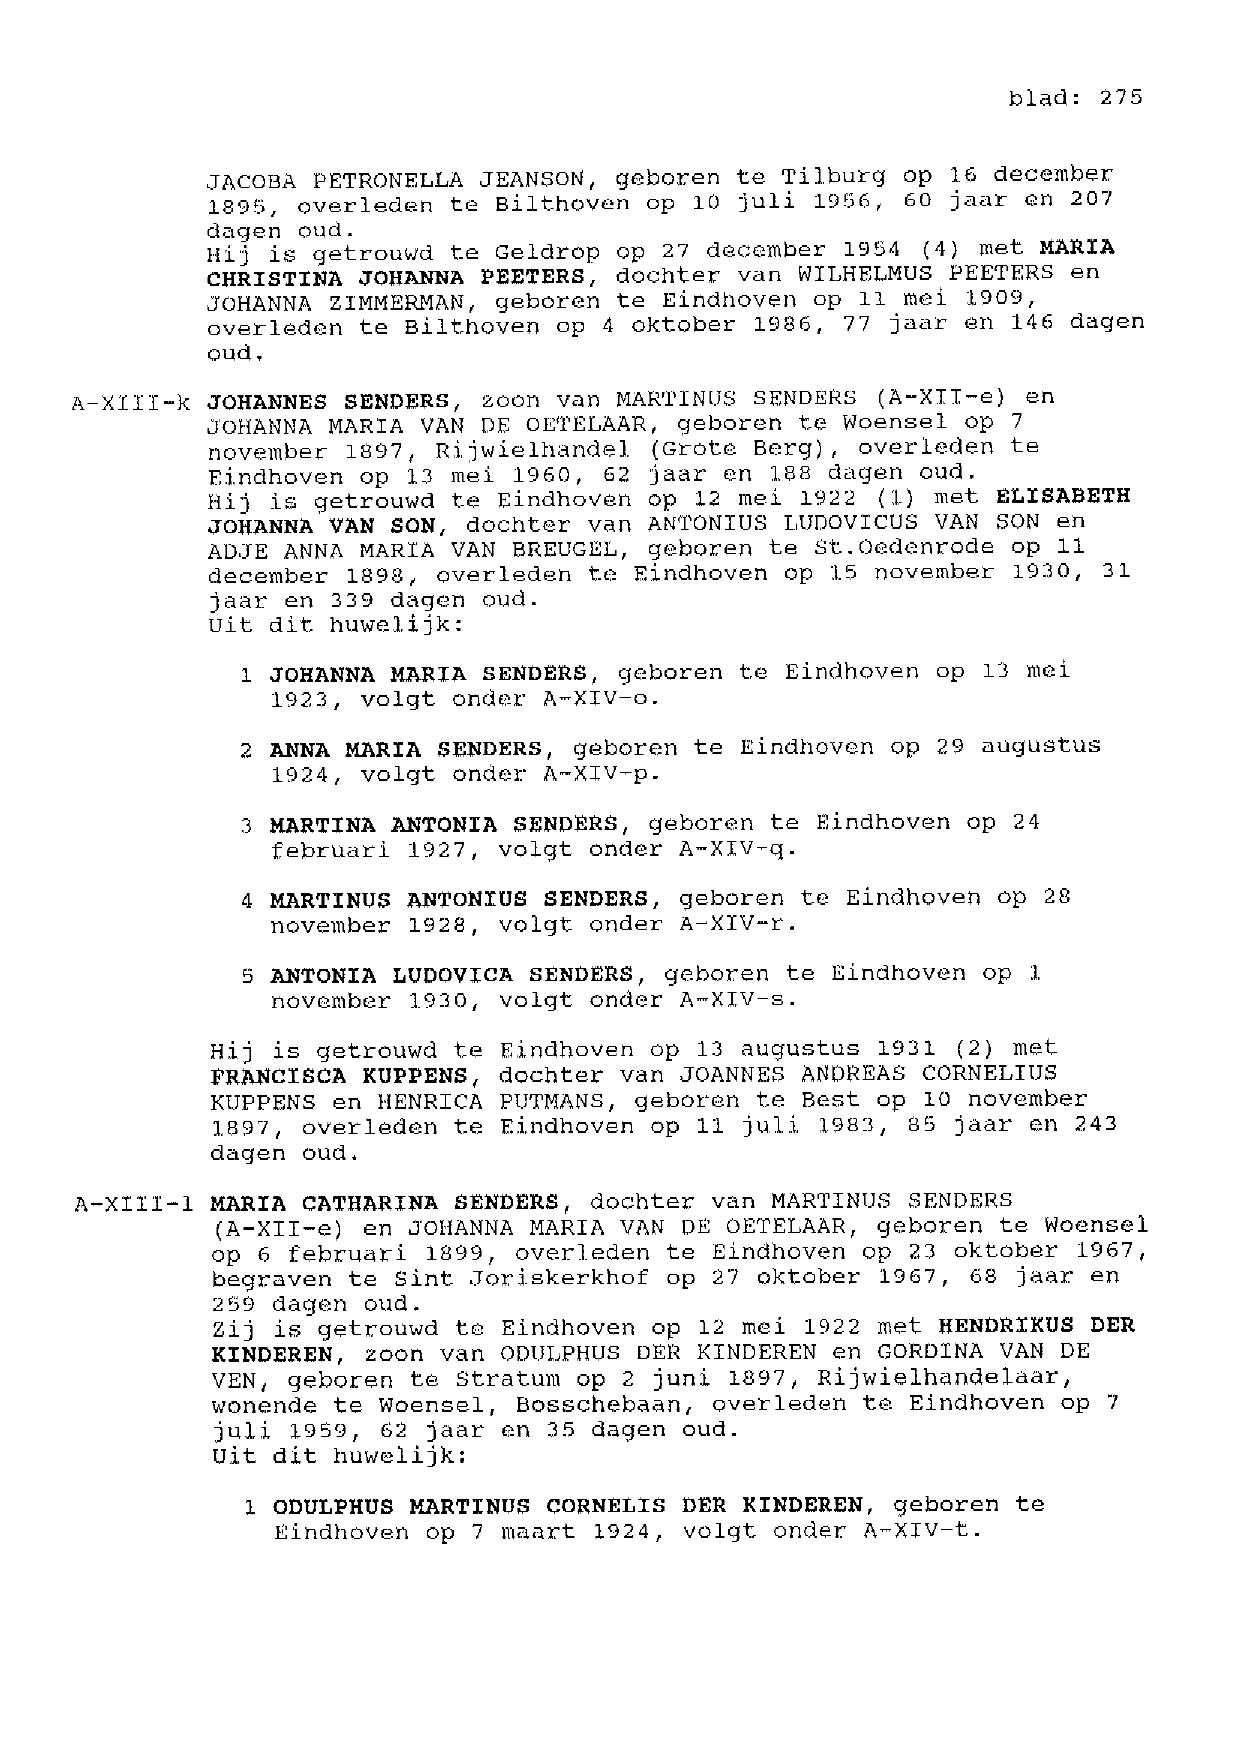 blad: 275
JACOBA PETRONELLA JEANSON, geboren te Tilburg op 16 december
1895, overleden te Bilthoven op 10 juli 1956, 60 jaar en 207
dagen oud.
Hij is getrouwd te Geldrop op 27 december 1954 (4) met MARIA
CHRISTINA JOHANNA PEETERS, dochter van WILHELMUS PEETERS en
JOHANNA ZIMMERMAN, geboren te Eindhoven op 11 mei 1909,
overleden te Bilthoven op 4 oktober 1986, 77 jaar en 146 dagen
oud.
A-XIII-k JOHANNES SENDERS, zoon van MARTINUS SENDERS (A-XII-e) en
JOHANNA MARIA VAN DE OETELAAR, geboren te Woensel op 7
november 1897, Rijwielhandel (Grote Berg), overleden te
Eindhoven op 13 mei 1960, 62 jaar en 188 dagen oud.
Hij is getrouwd te Eindhoven op 12 mei 1922 (1) met ELISABETH
JOHANNA VAN SON, dochter van ANTONIUS LUDOVICUS VAN SON en
ADJE ANNA MARIA VAN BREUGEL, geboren te St.Oedenrode op 11
december 1898, overleden te Eindhoven op 15 november 1930, 31
jaar en 339 dagen oud.
Uit dit huwelijk:
1 JOHANNA MARIA SENDERS, geboren te Eindhoven op 13 mei
1923, volgt onder A-XIV-o.
2 ANNA MARIA SENDERS, geboren te Eindhoven op 29 augustus
1924, volgt onder A-XIV-p.
3 MARTINA ANTONIA SENDERS, geboren te Eindhoven op 24
februari 1927, volgt onder A-XIV-q.
4 MARTINUS ANTONIUS SENDERS, geboren te Eindhoven op 28
november 1928, volgt onder A-XIV-r.
5 ANTONIA LUDOVICA SENDERS, geboren te Eindhoven op 1
november 1930, volgt onder A-XIV-s.
Hij is getrouwd te Eindhoven op 13 augustus 1931 (2) met
FRANCISCA KUPPENS, dochter van JOANNES ANDREAS CORNELIUS
KUPPENS en HENRICA PUTMANS, geboren te Best op 10 november
1897, overleden te Eindhoven op 11 juli 1983, 85 jaar en 243
dagen oud.
A-XIII-l MARIA CATHARINA SENDERS, dochter van MARTINUS SENDERS
(A-XII-e) en JOHANNA MARIA VAN DE OETELAAR, geboren te Woensel
op 6 februari 1899, overleden te Eindhoven op 23 oktober 1967,
begraven te Sint Joriskerkhof op 27 oktober 1967, 68 jaar en
259 dagen oud.
Zij is getrouwd te Eindhoven op 12 mei 1922 met HENDRIKUS DER
KINDEREN, zoon van ODULPHUS DER KINDEREN en GORDINA VAN DE
VEN, geboren te Stratum op 2 juni 1897, Rijwielhandelaar,
wonende te Woensel, Bosschebaan, overleden te Eindhoven op 7
juli 1959, 62 jaar en 35 dagen oud.
Uit dit huwelijk:
1 ODULPHUS MARTINUS CORNELIS DER KINDEREN, geboren te
Eindhoven op 7 maart 1924, volgt onder A-XIV-t.